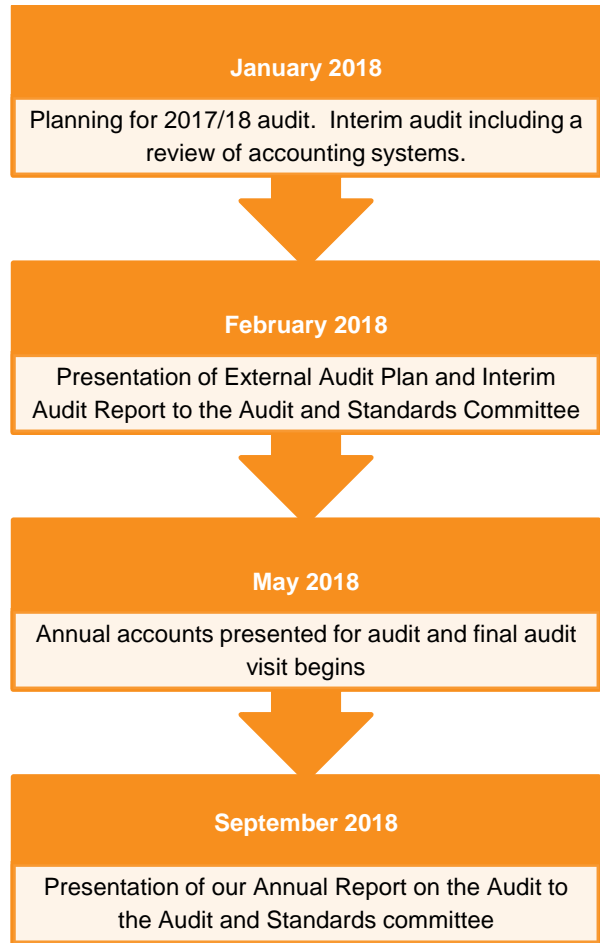 January 2018
Planning for 2017/18 audit.  Interim audit including a
review of accounting systems.
February 2018
Presentation of External Audit Plan and Interim
Audit Report to the Audit and Standards Committee
May 2018
Annual accounts presented for audit and final audit
visit begins
September 2018
Presentation of our Annual Report on the Audit to
the Audit and Standards committee